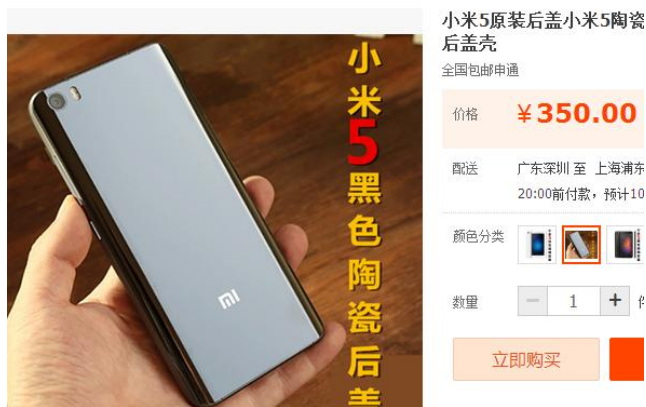 小米5黑色陶瓷后盖
mi
小米5原装后盖小米5陶瓷
后盖壳
全国包邮申通
价格
¥350.00
配送
广东深圳 至 上海浦东
20:00前付款，预计10
颜色分类
数量
− 1 +
立即购买